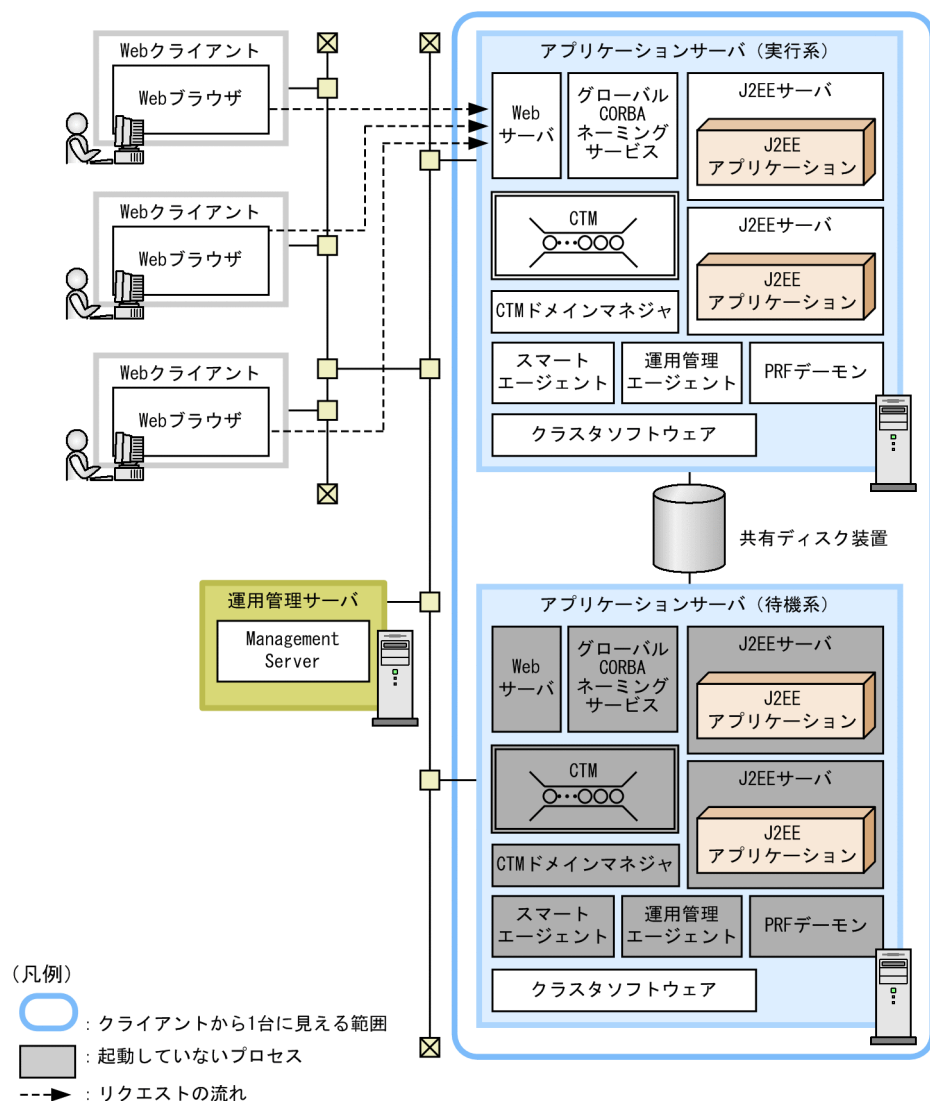 Webクライアント
Webブラウザ
Webクライアント
Webブラウザ
Webクライアント
Webブラウザ
運用管理サーバ
Management
Server
アプリケーションサーバ（実行系）
Web
サーバ
グローバル
CORBA
ネーミング
サービス
J2EEサーバ
J2EE
アプリケーション
CTM
J2EEサーバ
J2EE
アプリケーション
CTMドメインマネジャ
スマート
エージェント
運用管理
エージェント
PRFデーモン
クラスタソフトウェア
共有ディスク装置
アプリケーションサーバ（待機系）
Web
サーバ
グローバル
CORBA
ネーミング
サービス
J2EEサーバ
J2EE
アプリケーション
CTM
J2EEサーバ
J2EE
アプリケーション
CTMドメインマネジャ
スマート
エージェント
運用管理
エージェント
PRFデーモン
クラスタソフトウェア
（凡例）
：クライアントから1台に見える範囲
：起動していないプロセス
：リクエストの流れ